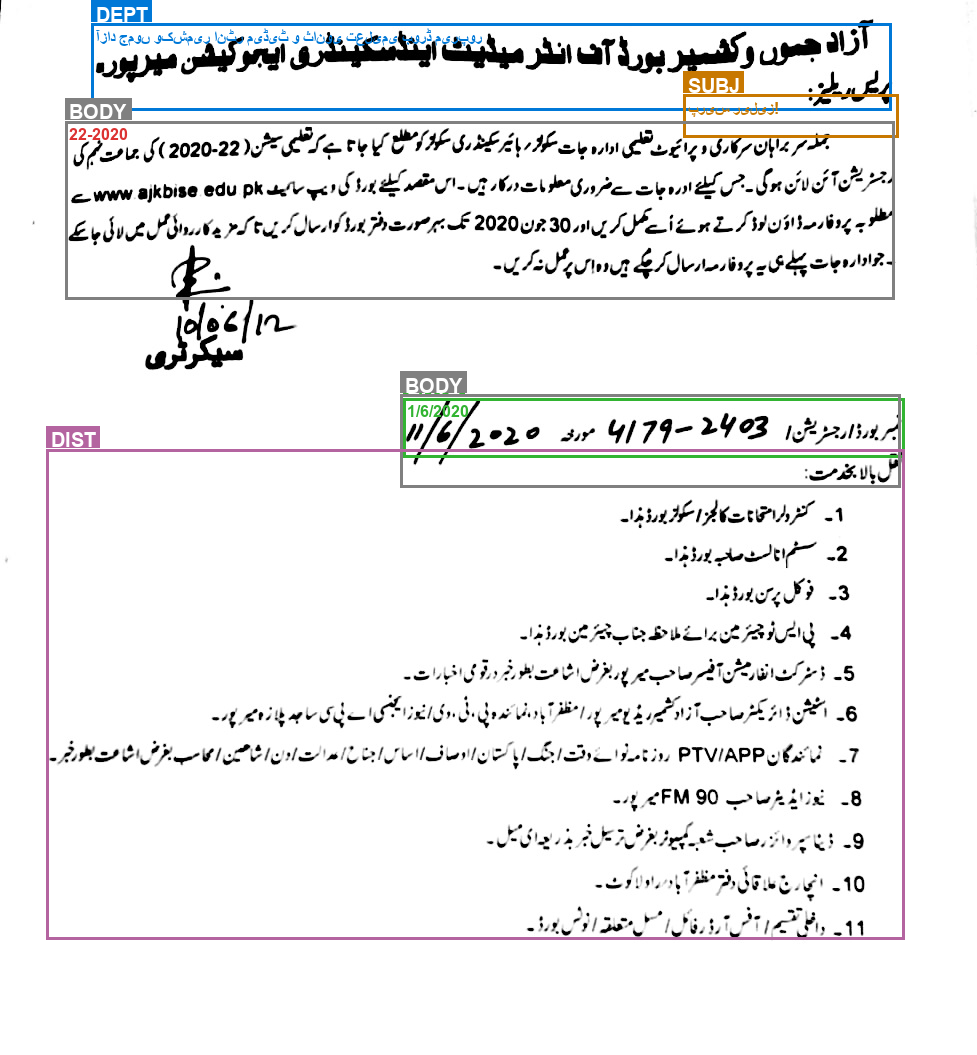 DEPT
آزاد جموں و کشمیر بورڈ آف انٹرمیڈیٹ اینڈ سیکنڈری ایجوکیشن میرپور۔
SUBJ
پریس ریلیز:
BODY
22-2020
جملہ سربراہان سرکاری و پرائیوٹ تعلیمی ادارہ جات سکولز / ہائیر سکینڈری سکولز کو مطلع کیا جاتا ہے کہ تعلیمی سیشن (22-2020) کی جماعت نہم کی
رجسٹریشن آن لائن ہوگی۔ جس کیلئے ادارہ جات سے ضروری معلومات درکار ہیں۔ اس مقصد کیلئے بورڈ کی ویپ سائیٹ www ajkbise edu pk سے
مطلوبہ پروفارمہ ڈاؤن لوڈ کرتے ہوئے اُسے مکمل کریں اور 30 جون 2020 تک بہر صورت دفتر بورڈ کو ارسال کریں تاکہ مزید کارروائی عمل میں لائی جاسکے
۔ جو ادارہ جات پہلے ہی یہ پروفارمہ ارسال کر چکے ہیں وہ اِس پر عمل نہ کریں۔
10/06/12
سیکرٹری
BODY
1/6/2020
نمبر بورڈ / رجسٹریشن / 4179-2403 مورخہ 11/6/2020
DIST
نقل بالا بخدمت:
1۔ کنٹرولر امتحانات کالجز / سکولز بورڈ ہذا۔
2۔ سسٹم انالسٹ صاحبہ بورڈ ہذا۔
3۔ فوکل پرسن بورڈ ہذا۔
4۔ پی ایس ٹو چیئرمین برائے ملاحظہ جناب چیئرمین بورڈ ہذا۔
5۔ ڈسٹرکٹ انفارمیشن آفیسر صاحب میرپور بغرض اشاعت بطور خبر در قومی اخبارات۔
6۔ اسٹیشن ڈائریکٹر صاحب آزاد کشمیر ریڈیو میرپور / مظفرآباد، نمائندہ پی، ٹی، وی / نیوز ایجنسی اے پی سی ساجد پلازہ میرپور۔
7۔ نمائندگان PTV/APP روزنامہ نوائے وقت / جنگ / پاکستان / اوصاف / اساس / جناح / عدالت / دن / شاھین / محاسب بغرض اشاعت بطور خبر۔
8۔ نیوز ایڈیٹر صاحب FM 90 میرپور۔
9۔ ڈیٹا سپروائزر صاحب شعبہ کمپیوٹر بغرض ترسیل خبر بذریعہ ای میل۔
10۔ انچارج علاقائی دفتر مظفرآباد / راولاکوٹ۔
11۔ داخلی تقسیم / آفس آرڈر فائل / مسل متعلقہ / نوٹس بورڈ۔